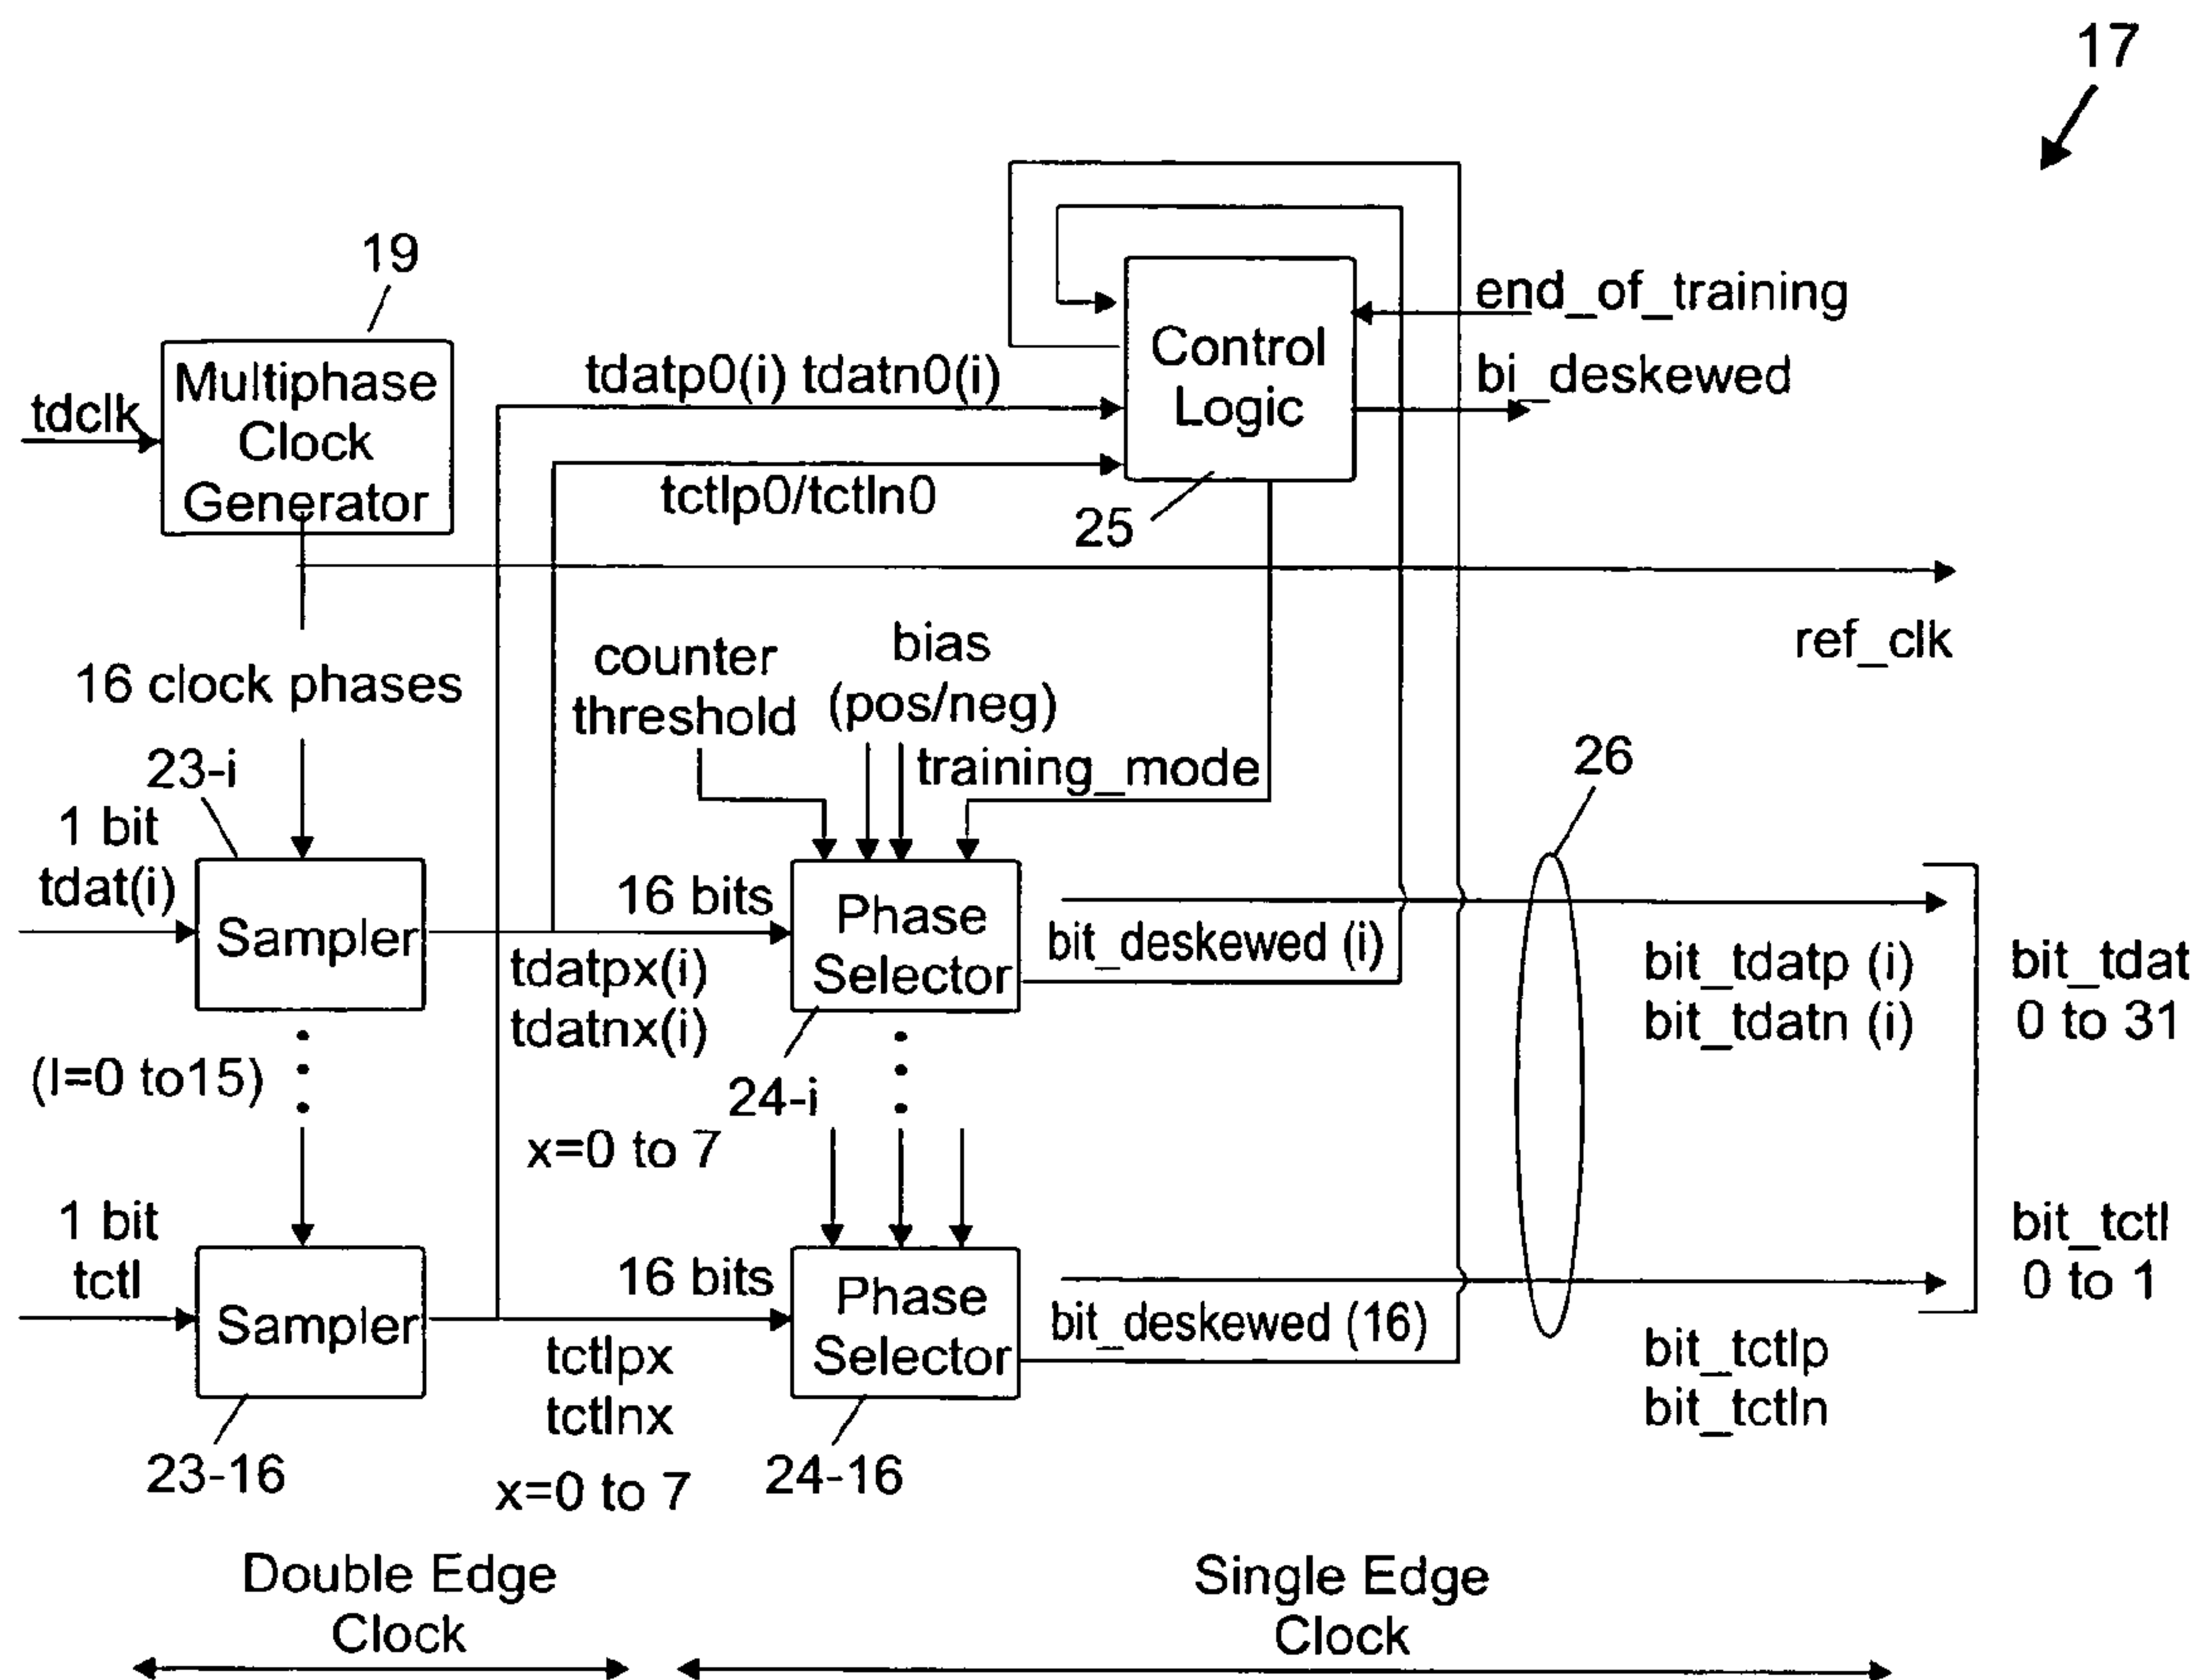 17
19
Multiphase
Clock
Generator
tdclk
tdatp0(i) tdatn0(i)
tctlp0/tctln0
Control
Logic
25
end_of_training
bi_deskewed
ref_clk
16 clock phases
counter
threshold
bias
(pos/neg)
training_mode
23-i
1 bit
tdat(i)
Sampler
16 bits
tdatpx(i)
tdatnx(i)
Phase
Selector
bit_deskewed (i)
26
bit_tdatp (i)
bit_tdatn (i)
bit_tdat
0 to 31
(I=0 to15)
24-i
x=0 to 7
1 bit
tctl
Sampler
23-16
16 bits
tctlpx
tctlnx
x=0 to 7
Phase
Selector
24-16
bit_deskewed (16)
bit_tctl
0 to 1
bit_tctlp
bit_tctln
Double Edge
Clock
Single Edge
Clock